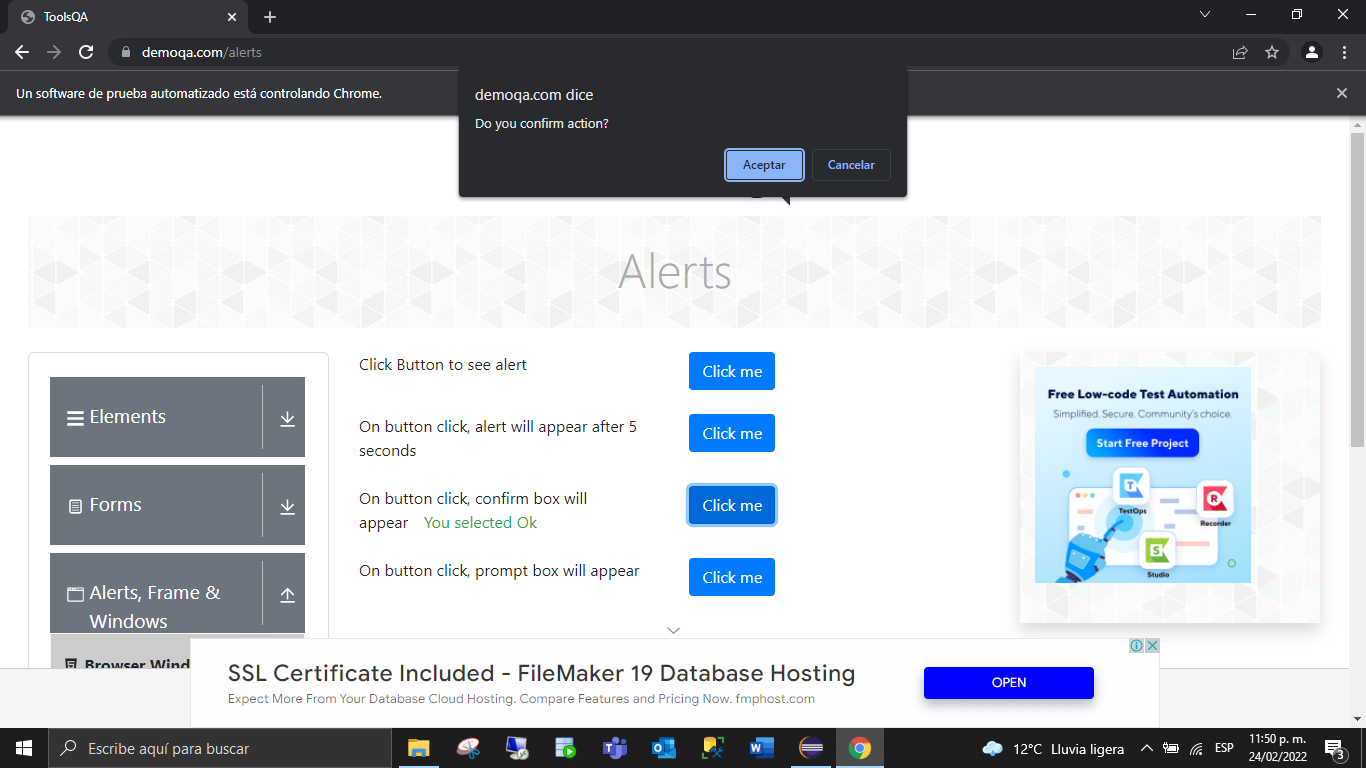 ToolsQA
demoqa.com/alerts
Un software de prueba automatizado está controlando Chrome.
demoqa.com dice
Do you confirm action?
Aceptar
Cancelar
Alerts
Elements
Forms
Alerts, Frame &
Windows
Browser Wind
Click Button to see alert
Click me
On button click, alert will appear after 5
seconds
Click me
On button click, confirm box will
appear You selected Ok
Click me
On button click, prompt box will appear
Click me
Free Low-code Test Automation
Simplified. Secure. Community's choice.
Start Free Project
TestOps
Recorder
Studio
SSL Certificate Included - FileMaker 19 Database Hosting
Expect More From Your Database Cloud Hosting. Compare Features and Pricing Now. fmphost.com
OPEN
Escribe aquí para buscar
12°C Lluvia ligera
ESP
11:50 p. m.
24/02/2022
3